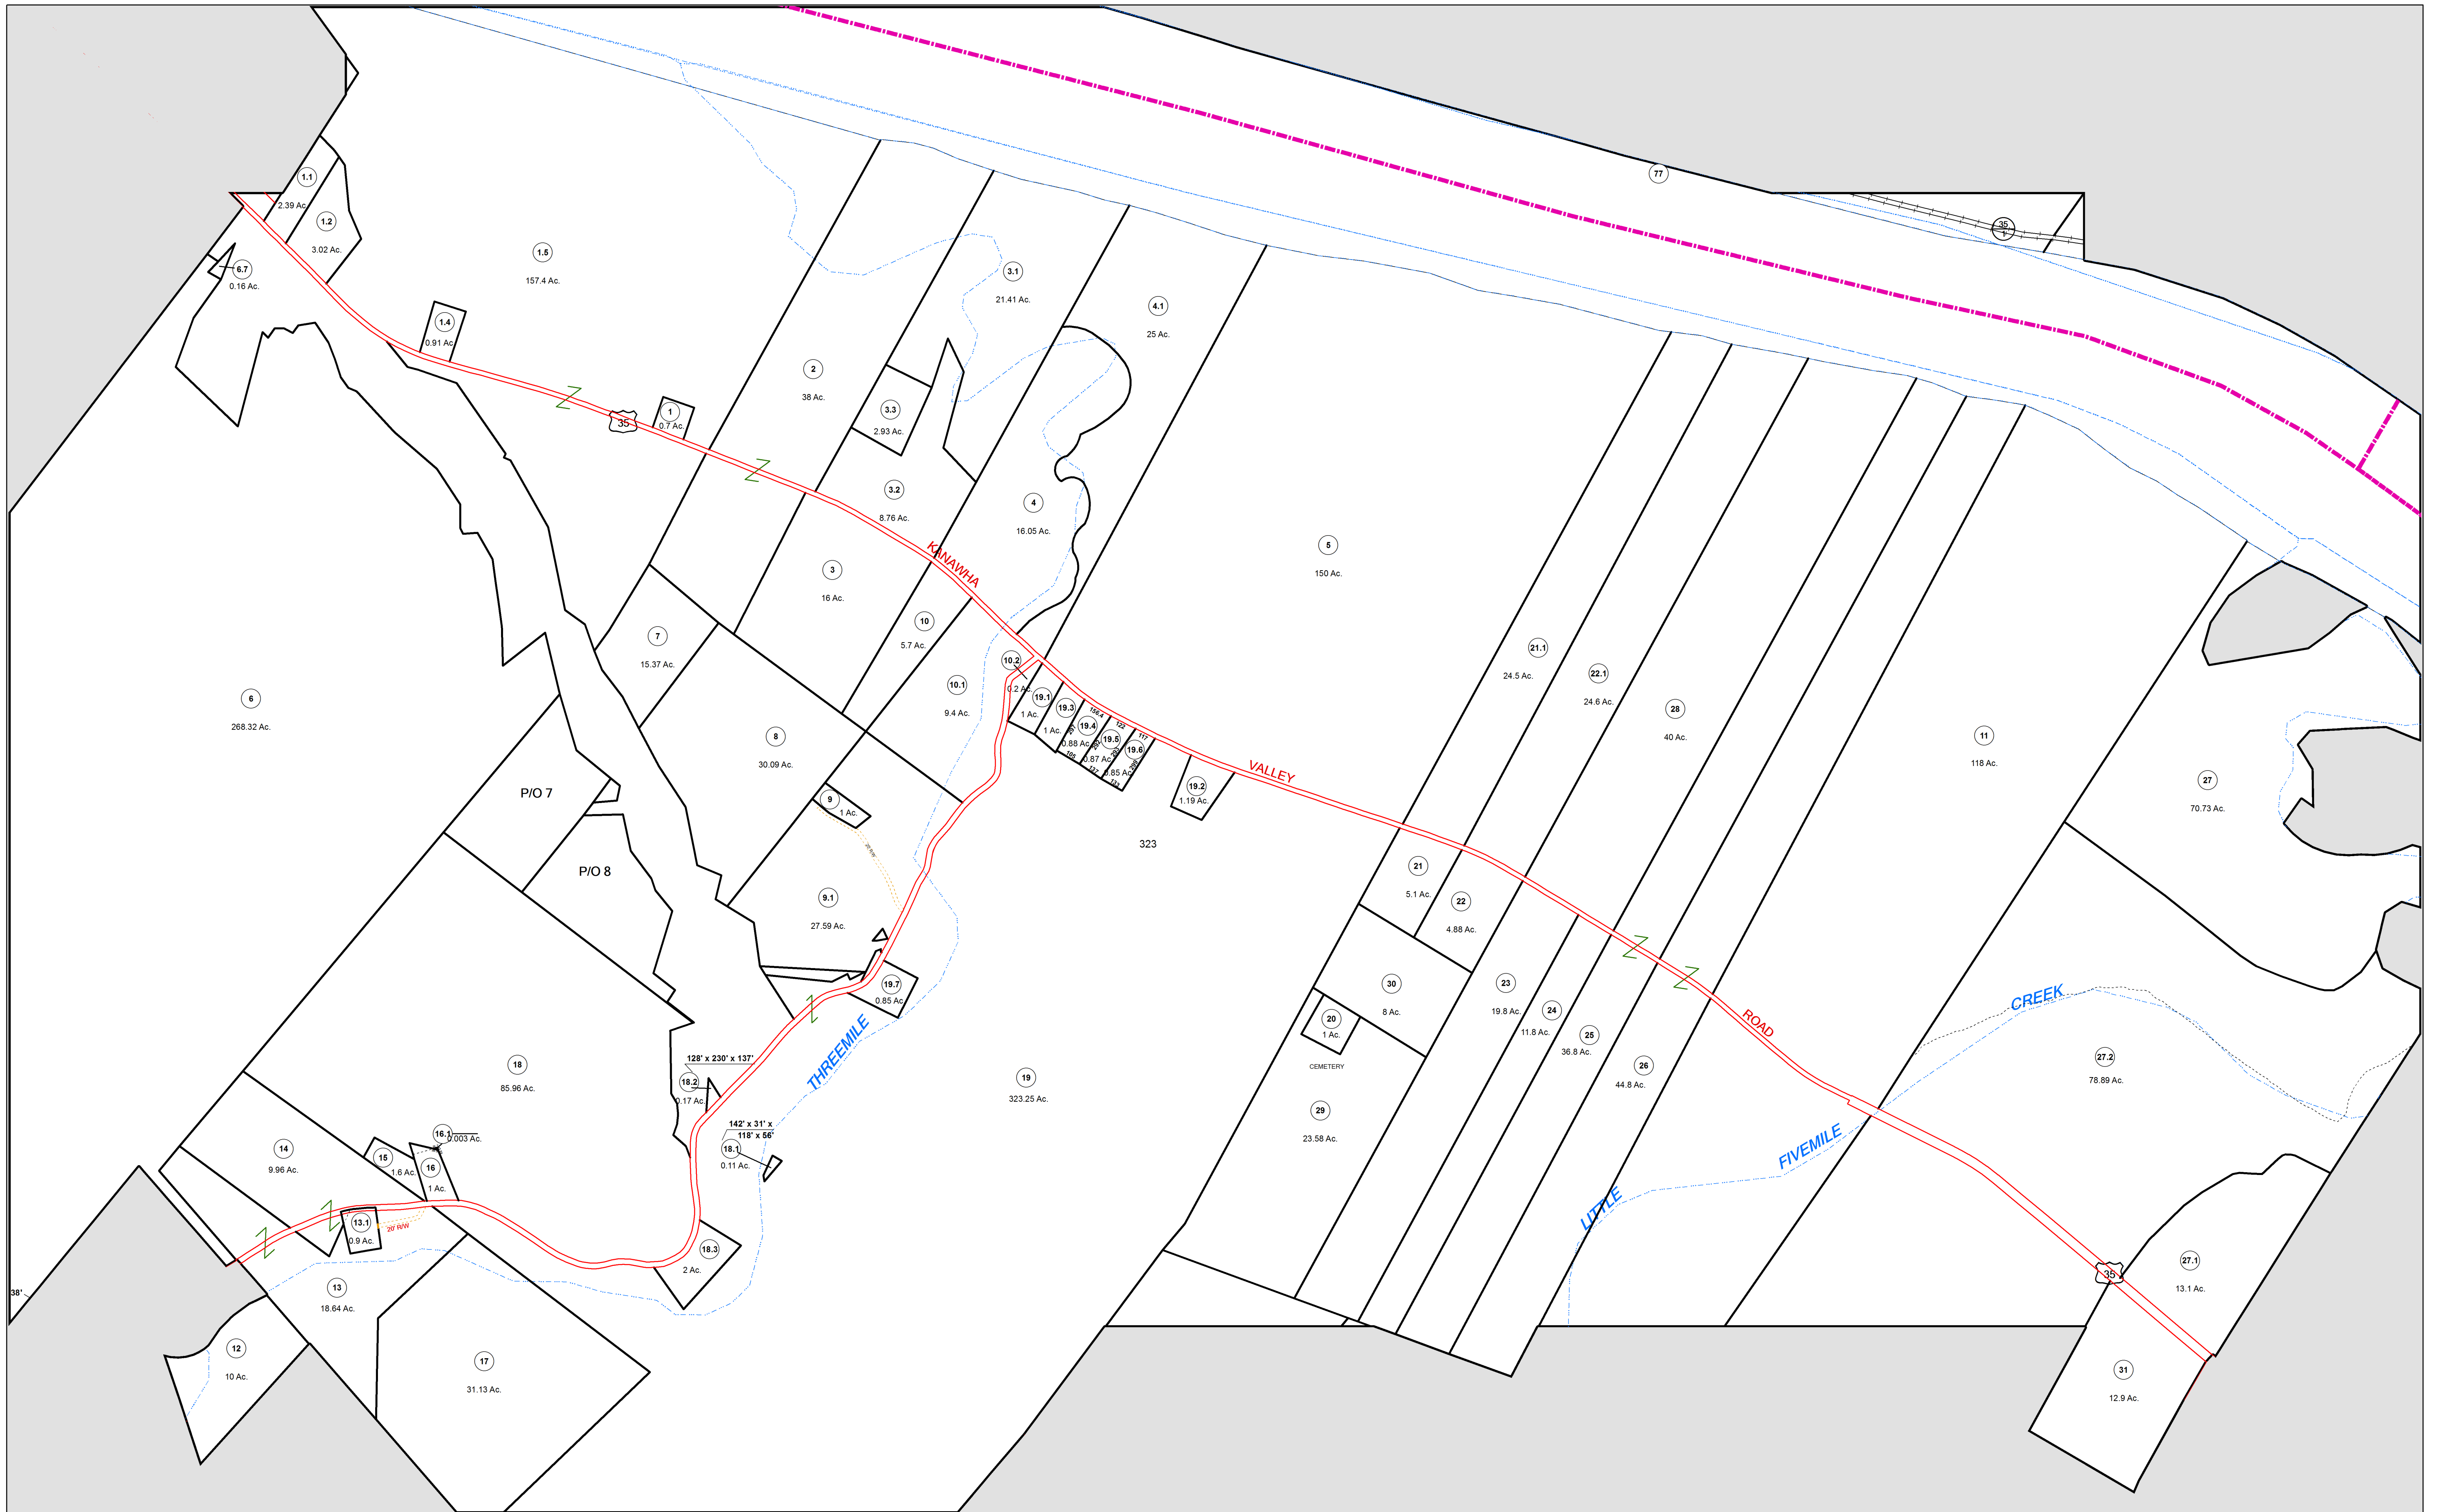 77
35
1'
1.1
2.39 Ac.
1.2
3.02 Ac.
1.5
157.4 Ac.
6.7
0.16 Ac.
3.1
21.41 Ac.
4.1
25 Ac.
1.4
0.91 Ac.
2
38 Ac.
3.3
2.93 Ac.
1
0.7 Ac.
35
3.2
8.76 Ac.
4
16.05 Ac.
5
150 Ac.
KANAWHA
3
16 Ac.
10
5.7 Ac.
7
15.37 Ac.
10.2
0.2 Ac.
21.1
24.5 Ac.
22.1
24.6 Ac.
6
268.32 Ac.
10.1
9.4 Ac.
19.1
1 Ac.
19.3
1 Ac.
156.4
297
19.4
0.88 Ac.
185
122
292
19.5
0.87 Ac.
137
117
293
19.6
0.85 Ac.
299
133
28
40 Ac.
11
118 Ac.
8
30.09 Ac.
VALLEY
19.2
1.19 Ac.
27
70.73 Ac.
P/O 7
9
1 Ac.
20' R/W
323
P/O 8
21
5.1 Ac.
22
4.88 Ac.
9.1
27.59 Ac.
19.7
0.85 Ac.
30
8 Ac.
23
19.8 Ac.
24
11.8 Ac.
25
36.8 Ac.
20
1 Ac.
CEMETERY
ROAD
CREEK
27.2
78.89 Ac.
THREEMILE
18
85.96 Ac.
128' x 230' x 137'
18.2
0.17 Ac.
19
323.25 Ac.
26
44.8 Ac.
29
23.58 Ac.
142' x 31' x
118' x 56'
18.1
0.11 Ac.
16.1
0.003 Ac.
14
9.96 Ac.
15
1.6 Ac.
16
1 Ac.
FIVEMILE
LITTLE
13.1
0.9 Ac.
20' R/W
18.3
2 Ac.
13
18.64 Ac.
38'
35
27.1
13.1 Ac.
12
10 Ac.
17
31.13 Ac.
31
12.9 Ac.